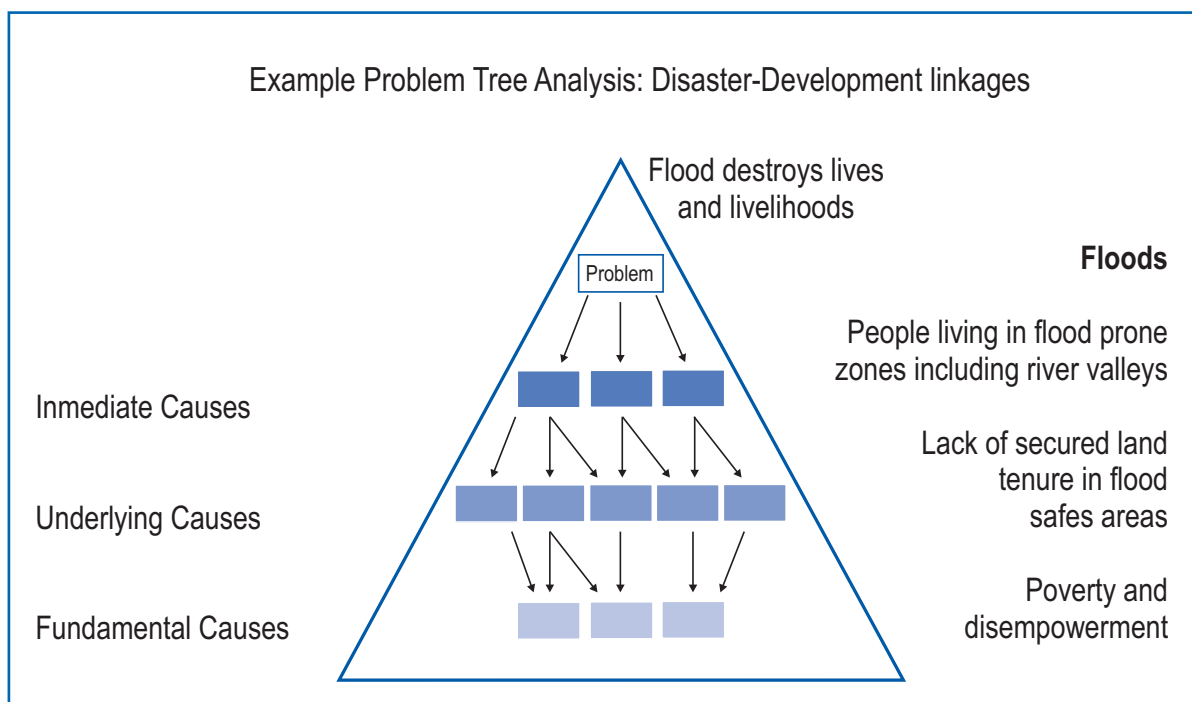 Example Problem Tree Analysis: Disaster-Development linkages
Flood destroys lives
and livelihoods
Problem
Floods
People living in flood prone
zones including river valleys
Inmediate Causes
Lack of secured land
tenure in flood
safes areas
Underlying Causes
Poverty and
disempowerment
Fundamental Causes